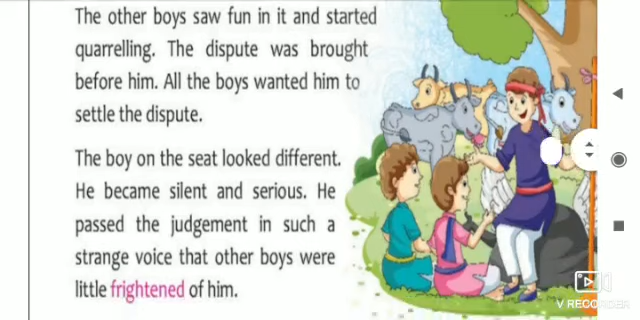 The other boys saw fun in it and started
quarrelling. The dispute was brought
before him. All the boys wanted him to
settle the dispute.
The boy on the seat looked different.
He became silent and serious. He
passed the judgement in such a
strange voice that other boys were
little frightened of him.
V RECORDER